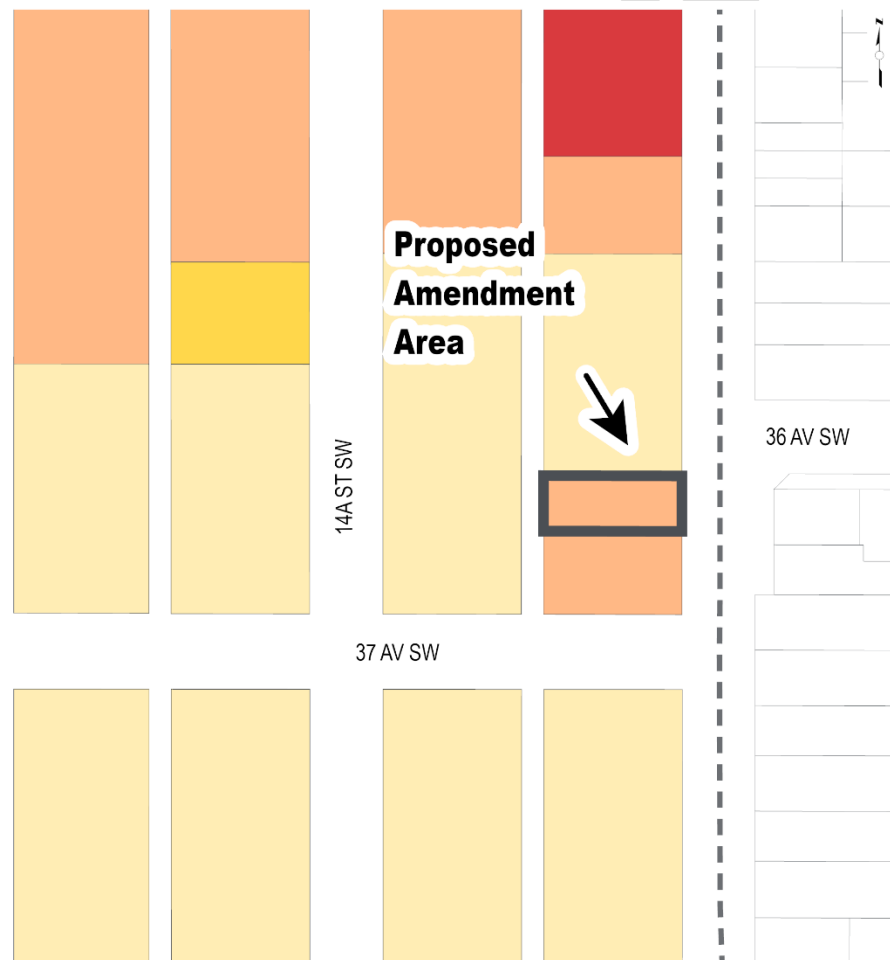 Proposed
Amendment
Area
36 AV SW
14A ST SW
37 AV SW